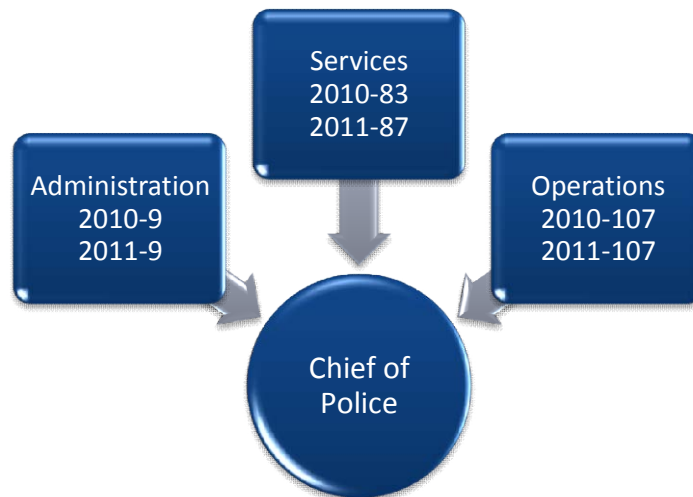 Services
2010-83
2011-87
Administration
2010-9
2011-9
Operations
2010-107
2011-107
Chief of
Police